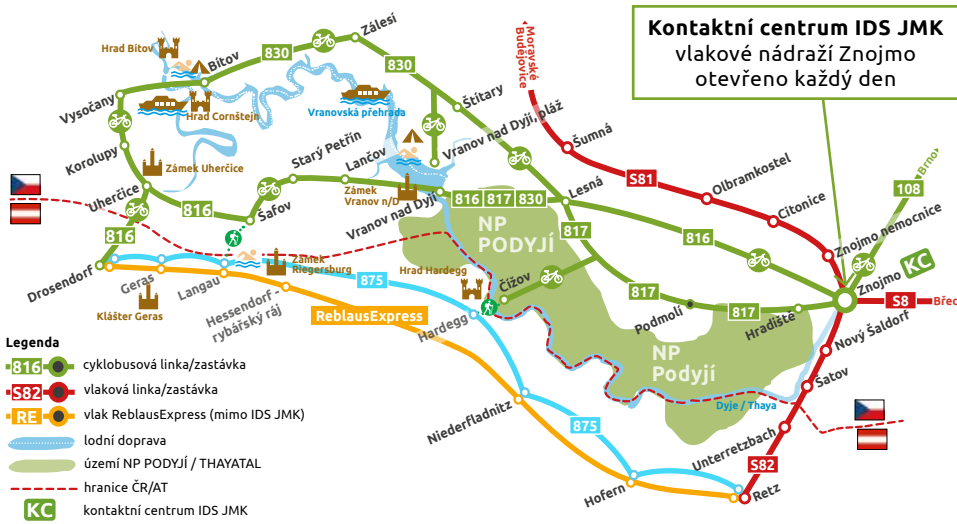 Kontaktní centrum IDS JMK
vlakové nádraží Znojmo
otevřeno každý den
Moravské
Budějovice
Zálesí
830
Hrad Bítov
Bítov
830
Štítary
Vysočany
Hrad Cornštejn
Vranovská přehrada
Vranov nad Dyjí, pláž
Šumná
Korolupy
Starý Petřín
Lančov
Zámek Uherčice
S81
Olbramkostel
Brno
108
Uherčice
Zámek
Vranov n/D
Lesná
Citonice
816
Šafov
Vranov nad Dyjí
816
817
830
NP
PODYJÍ
817
816
Znojmo nemocnice
816
Drosendorf
Geras
Langau
Zámek
Riegersburg
875
Hrad Hardegg
Čížov
817
Znojmo
KC
S8
Břec
Klášter Geras
Hessendorf -
rybářský ráj
ReblausExpress
Hardegg
Podmolí
817
Hradiště
Nový Šaldorf
NP
Podyjí
Šatov
Dyje / Thaya
Niederfladnitz
875
Unterretzbach
S82
Hofern
Retz
Legenda
816
cyklobusová linka/zastávka
S82
vlaková linka/zastávka
RE
vlak ReblausExpress (mimo IDS JMK)
lodní doprava
území NP PODYJÍ / THAYATAL
hranice ČR/AT
KC
kontaktní centrum IDS JMK